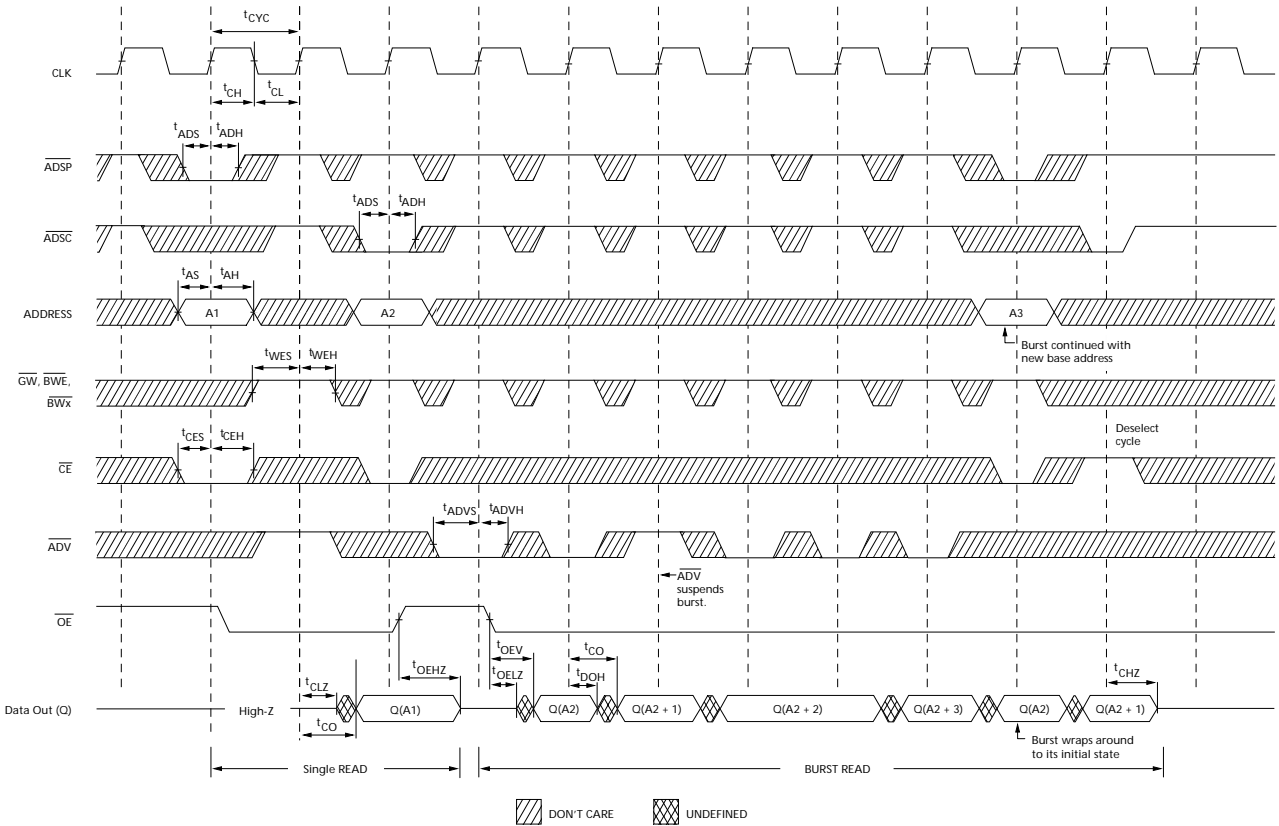 tCYC
CLK
tCH
tCL
tADS
tADH
ADSP
tADS
tADH
ADSC
tAS
tAH
ADDRESS
A1
A2
A3
Burst continued with
new base address
tWES
tWEH
GW, BWE,
BWx
Deselect
cycle
tCES
tCEH
CE
tADVS
tADVH
ADV
ADV
suspends
burst.
OE
tOEV
tCO
tOEHZ
tOELZ
tDOH
tCHZ
tCLZ
Data Out (Q)
High-Z
Q(A1)
Q(A2)
Q(A2 + 1)
Q(A2 + 2)
Q(A2 + 3)
Q(A2)
Q(A2 + 1)
tCO
Burst wraps around
to its initial state
Single READ
BURST READ
DON'T CARE
UNDEFINED